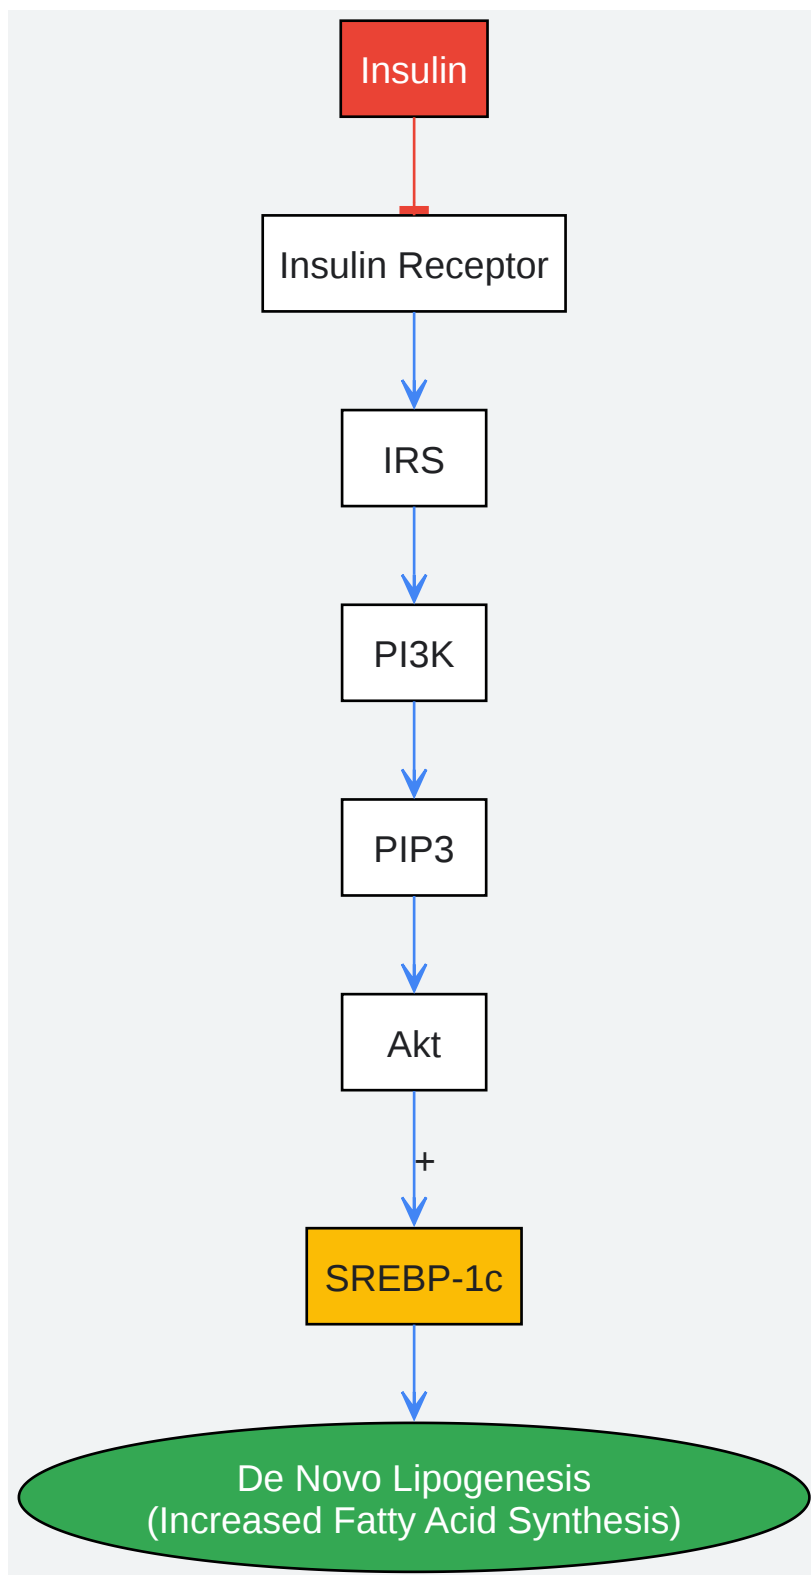 Insulin
Insulin Receptor
IRS
PI3K
PIP3
Akt
+
SREBP-1c
De Novo Lipogenesis
(Increased Fatty Acid Synthesis)